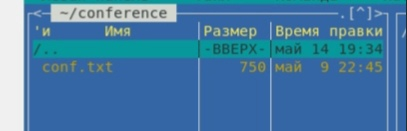 <─ ~/conference ─.[^]>
'и Имя Размер Время правки
/.. -ВВЕРХ- май 14 19:34
conf.txt 750 май 9 22:45